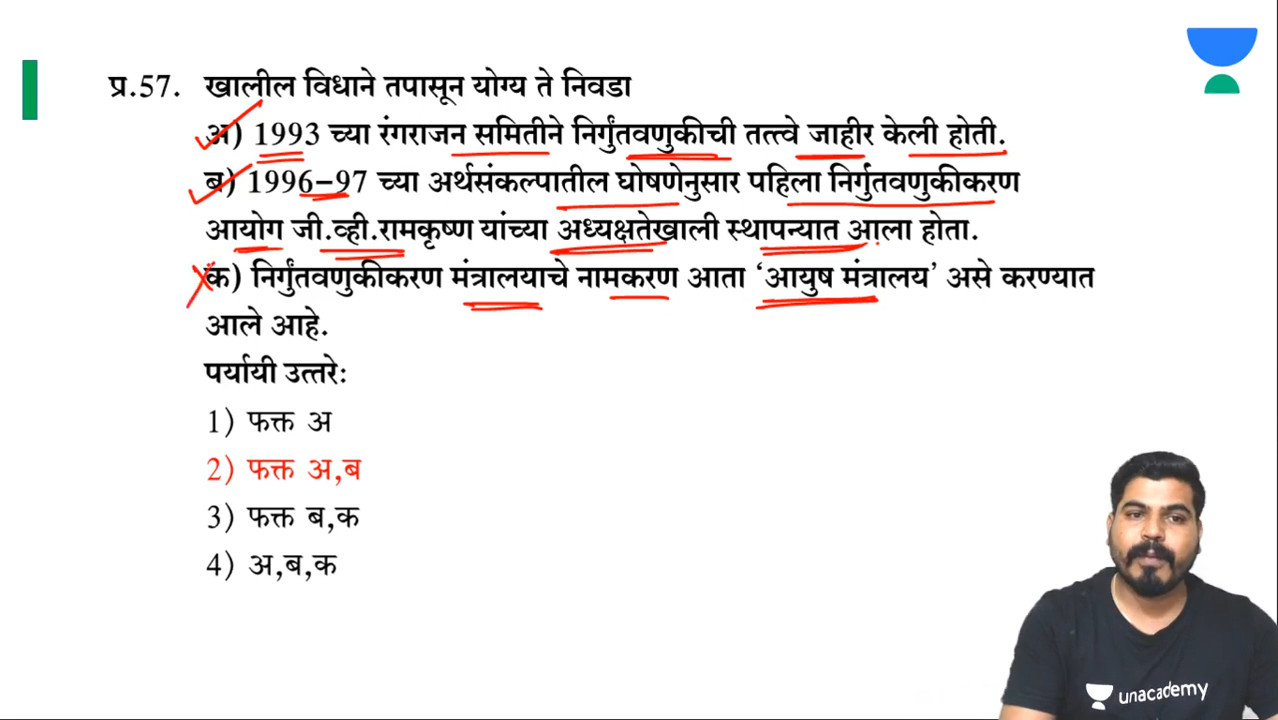 प्र.57. खालील विधाने तपासून योग्य ते निवडा
अ) 1993 च्या रंगराजन समितीने निर्गुंतवणुकीची तत्त्वे जाहीर केली होती.
ब) 1996-97 च्या अर्थसंकल्पातील घोषणेनुसार पहिला निर्गुंतवणुकीकरण
आयोग जी.व्ही.रामकृष्ण यांच्या अध्यक्षतेखाली स्थापन्यात आला होता.
क) निर्गुंतवणुकीकरण मंत्रालयाचे नामकरण आता ‘आयुष मंत्रालय’ असे करण्यात
आले आहे.
पर्यायी उत्तरेः
1) फक्त अ
2) फक्त अ,ब
3) फक्त ब,क
4) अ,ब,क
unacademy